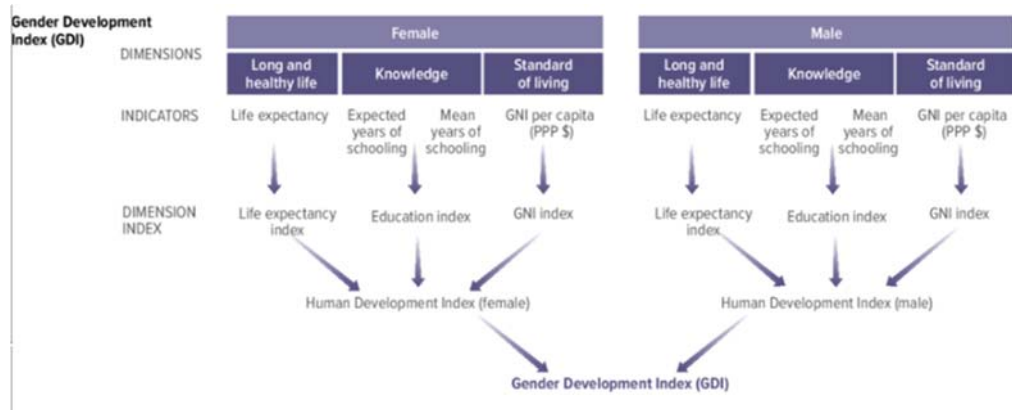 Gender Development
Index (GDI)
DIMENSIONS
Female
Male
Long and
healthy life
Knowledge
Standard
of living
Long and
healthy life
Knowledge
Standard
of living
INDICATORS
Life expectancy
Expected
years of
schooling
Mean
years of
schooling
GNI per capita
(PPP $)
Life expectancy
Expected
years of
schooling
Mean
years of
schooling
GNI per capita
(PPP $)
DIMENSION
INDEX
Life expectancy
index
Education index
GNI index
Life expectancy
index
Education index
GNI index
Human Development Index (female)
Human Development Index (male)
Gender Development Index (GDI)